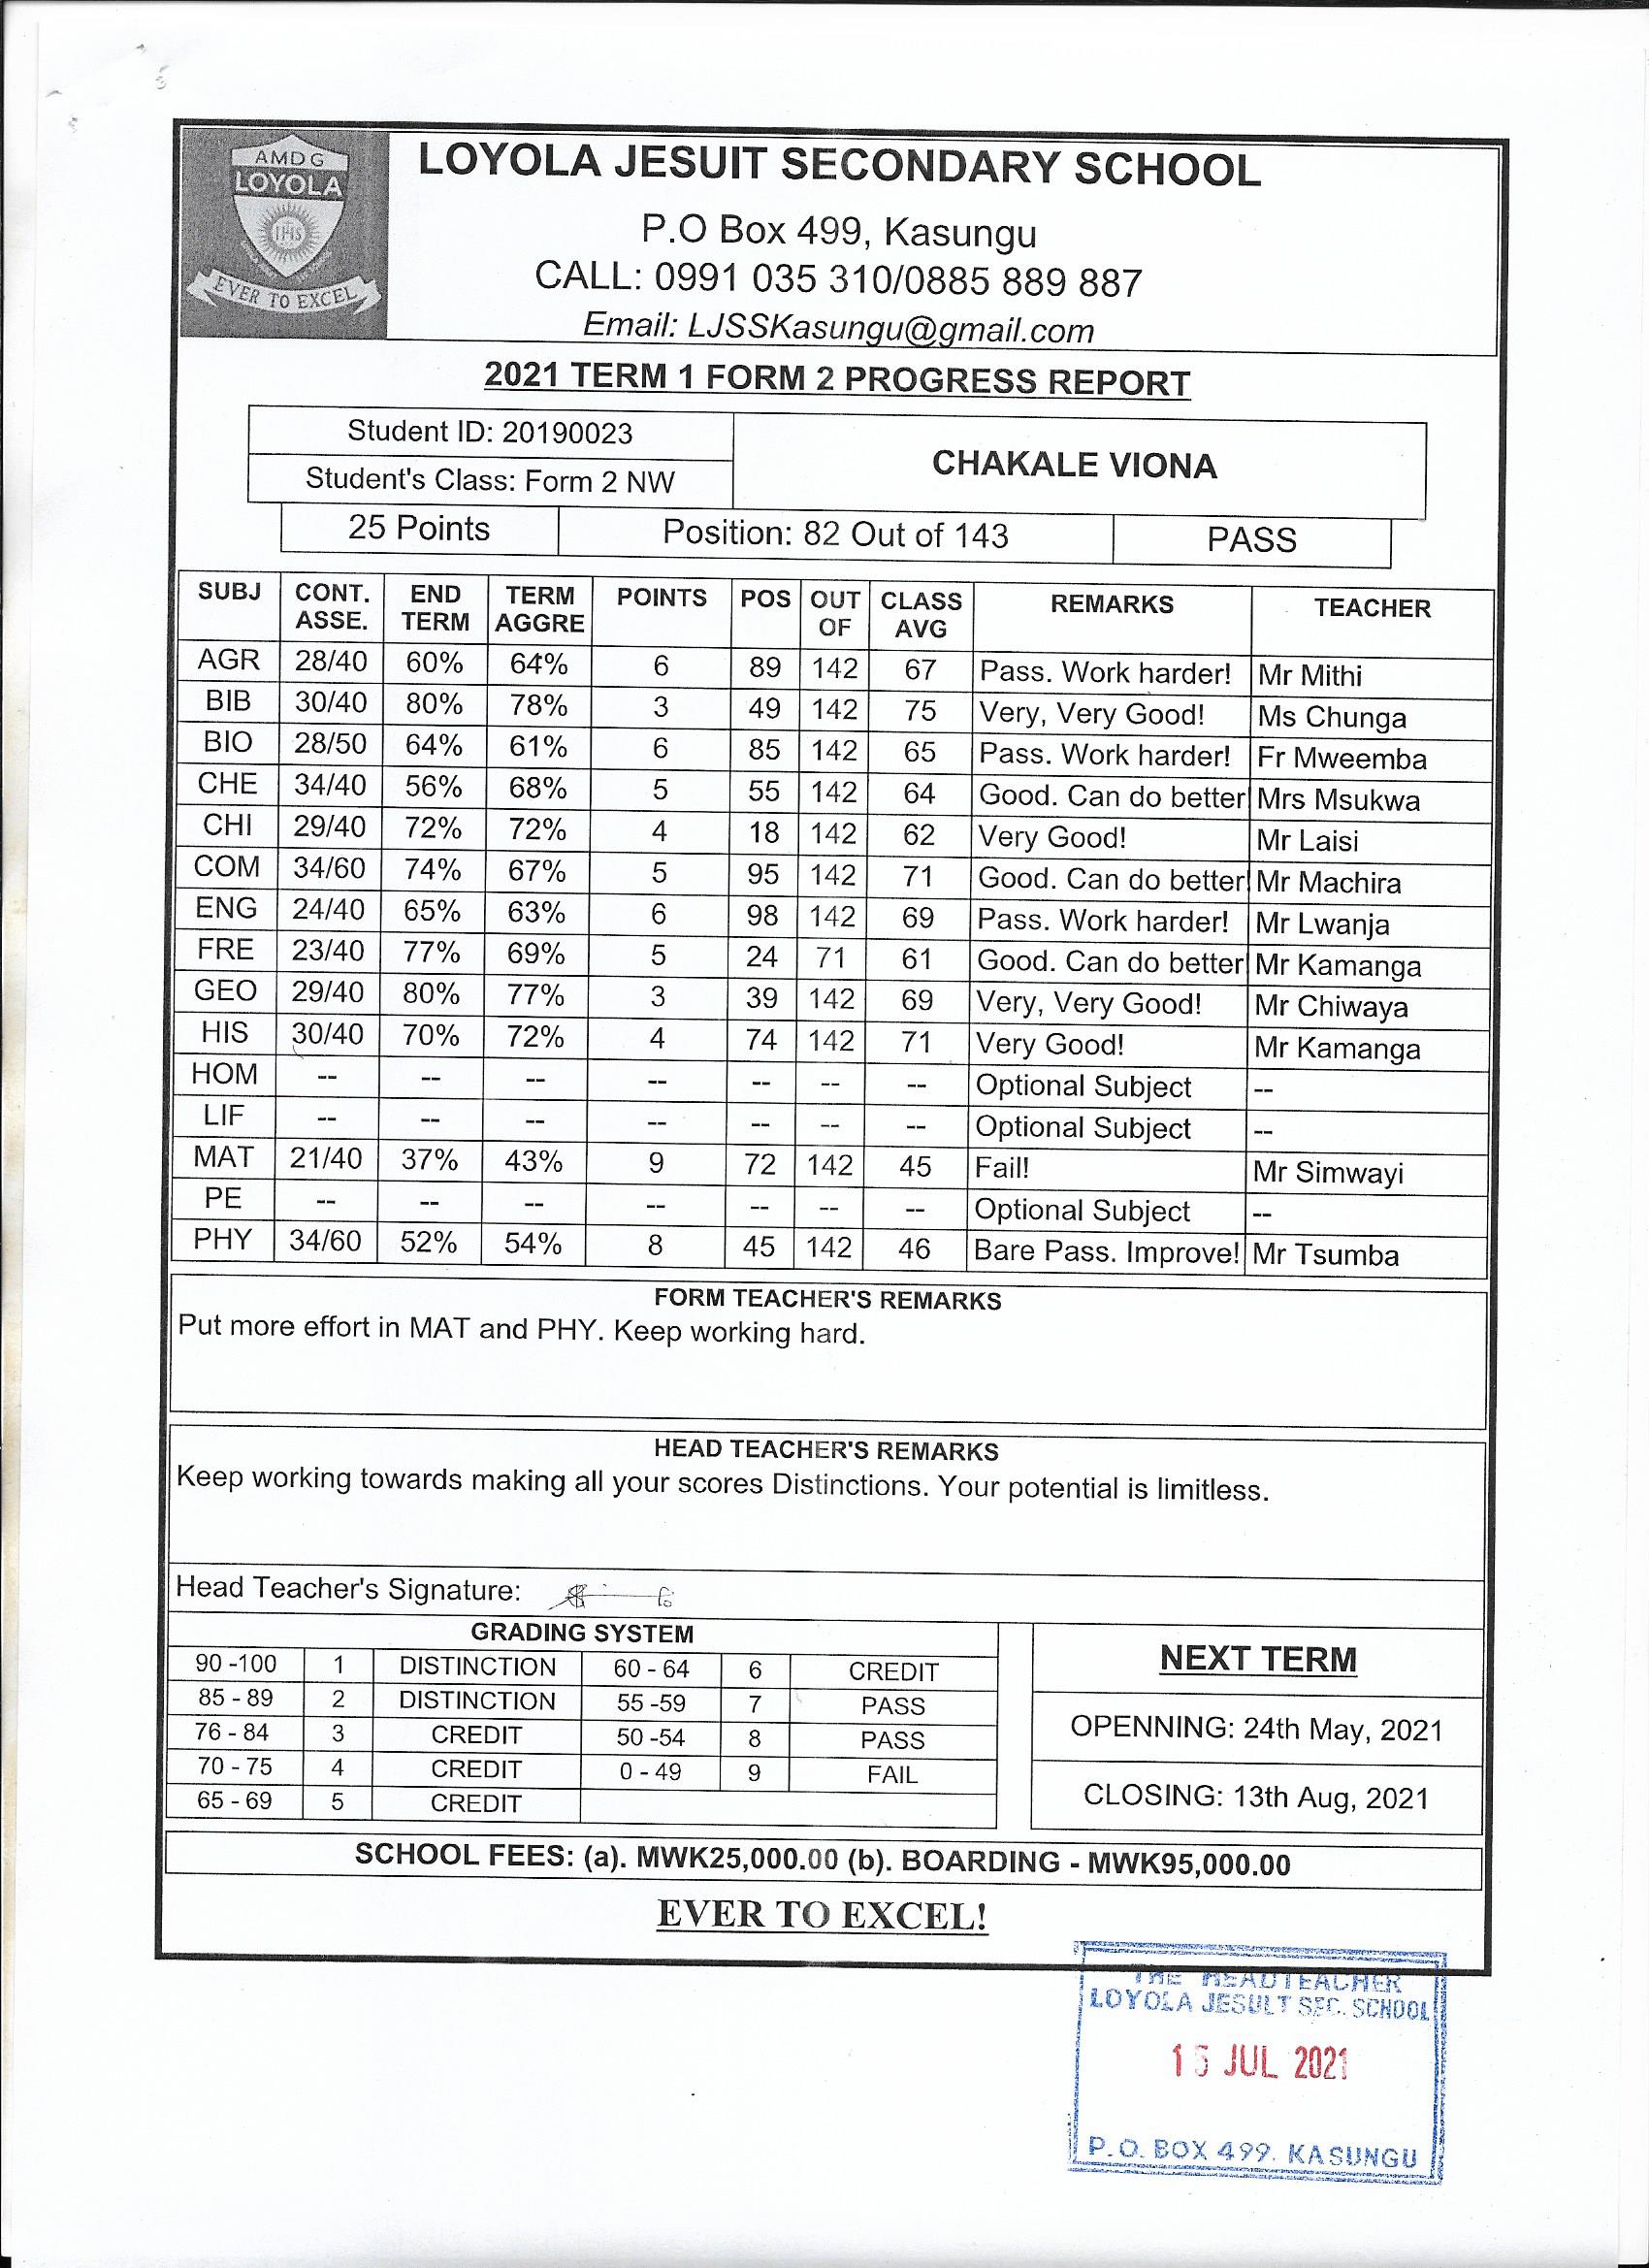 AMDG
LOYOLA
IHS
EVER TO EXCEL
LOYOLA JESUIT SECONDARY SCHOOL
P.O Box 499, Kasungu
CALL: 0991 035 310/0885 889 887
Email: LJSSKasungu@gmail.com
2021 TERM 1 FORM 2 PROGRESS REPORT
Student ID: 20190023
Student's Class: Form 2 NW
CHAKALE VIONA
25 Points Position: 82 Out of 143 PASS
SUBJ CONT. ASSE. END TERM TERM AGGRE POINTS POS OUT OF CLASS AVG REMARKS TEACHER
AGR 28/40 60% 64% 6 89 142 67 Pass. Work harder! Mr Mithi
BIB 30/40 80% 78% 3 49 142 75 Very, Very Good! Ms Chunga
BIO 28/50 64% 61% 6 85 142 65 Pass. Work harder! Fr Mweemba
CHE 34/40 56% 68% 5 55 142 64 Good. Can do better Mrs Msukwa
CHI 29/40 72% 72% 4 18 142 62 Very Good! Mr Laisi
COM 34/60 74% 67% 5 95 142 71 Good. Can do better Mr Machira
ENG 24/40 65% 63% 6 98 142 69 Pass. Work harder! Mr Lwanja
FRE 23/40 77% 69% 5 24 71 61 Good. Can do better Mr Kamanga
GEO 29/40 80% 77% 3 39 142 69 Very, Very Good! Mr Chiwaya
HIS 30/40 70% 72% 4 74 142 71 Very Good! Mr Kamanga
HOM -- -- -- -- -- -- -- Optional Subject --
LIF -- -- -- -- -- -- -- Optional Subject --
MAT 21/40 37% 43% 9 72 142 45 Fail! Mr Simwayi
PE -- -- -- -- -- -- -- Optional Subject --
PHY 34/60 52% 54% 8 45 142 46 Bare Pass. Improve! Mr Tsumba
FORM TEACHER'S REMARKS
Put more effort in MAT and PHY. Keep working hard.
HEAD TEACHER'S REMARKS
Keep working towards making all your scores Distinctions. Your potential is limitless.
Head Teacher's Signature:
GRADING SYSTEM
90 -100 1 DISTINCTION 60 - 64 6 CREDIT
85 - 89 2 DISTINCTION 55 -59 7 PASS
76 - 84 3 CREDIT 50 -54 8 PASS
70 - 75 4 CREDIT 0 - 49 9 FAIL
65 - 69 5 CREDIT
NEXT TERM
OPENNING: 24th May, 2021
CLOSING: 13th Aug, 2021
SCHOOL FEES: (a). MWK25,000.00 (b). BOARDING - MWK95,000.00
EVER TO EXCEL!
THE HEADTEACHER
LOYOLA JESUIT SEC. SCHOOL
JUL 2021
P.O. BOX 499. KASUNGU